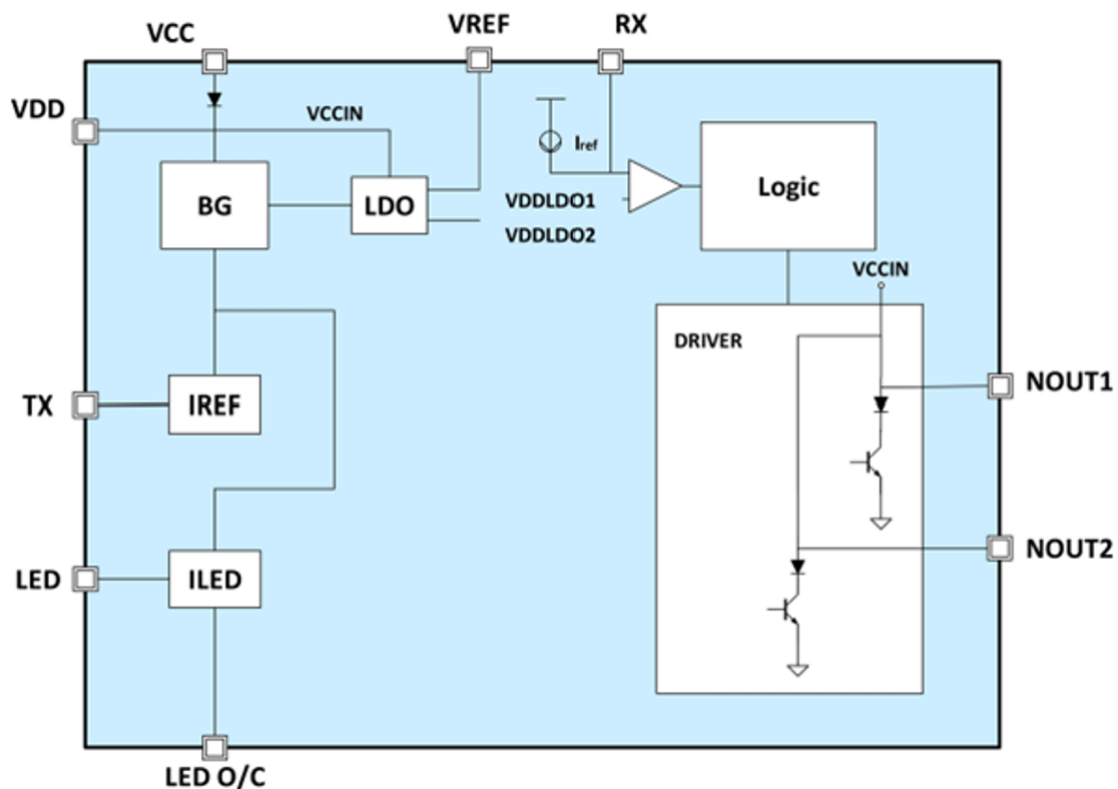 VCC
VREF
RX
VDD
VCCIN
Iref
BG
LDO
VDDLDO1
VDDLDO2
Logic
VCCIN
DRIVER
TX
IREF
NOUT1
LED
ILED
NOUT2
LED O/C